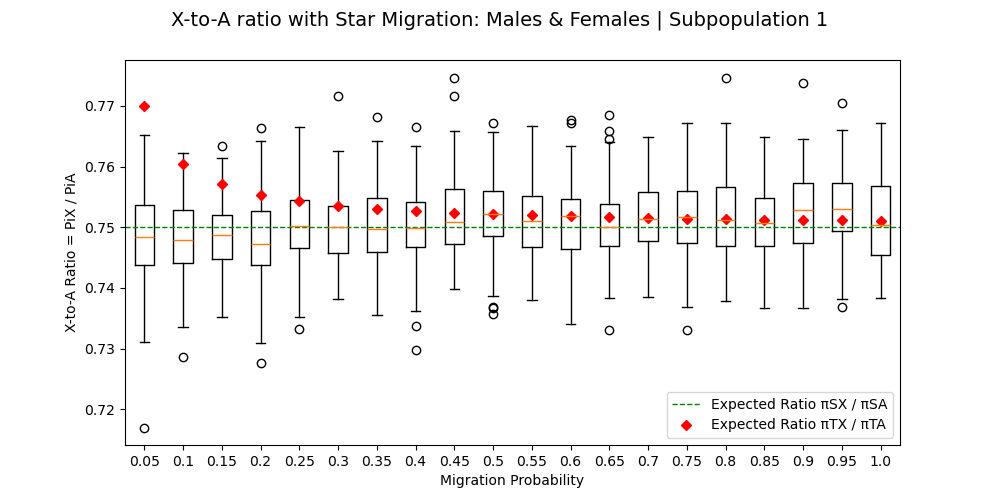 X-to-A ratio with Star Migration: Males & Females | Subpopulation 1
X-to-A Ratio = PiX / PiA
0.77
0.76
0.75
0.74
0.73
0.72
Expected Ratio πSX / πSA
Expected Ratio πTX / πTA
0.05 0.1 0.15 0.2 0.25 0.3 0.35 0.4 0.45 0.5 0.55 0.6 0.65 0.7 0.75 0.8 0.85 0.9 0.95 1.0
Migration Probability